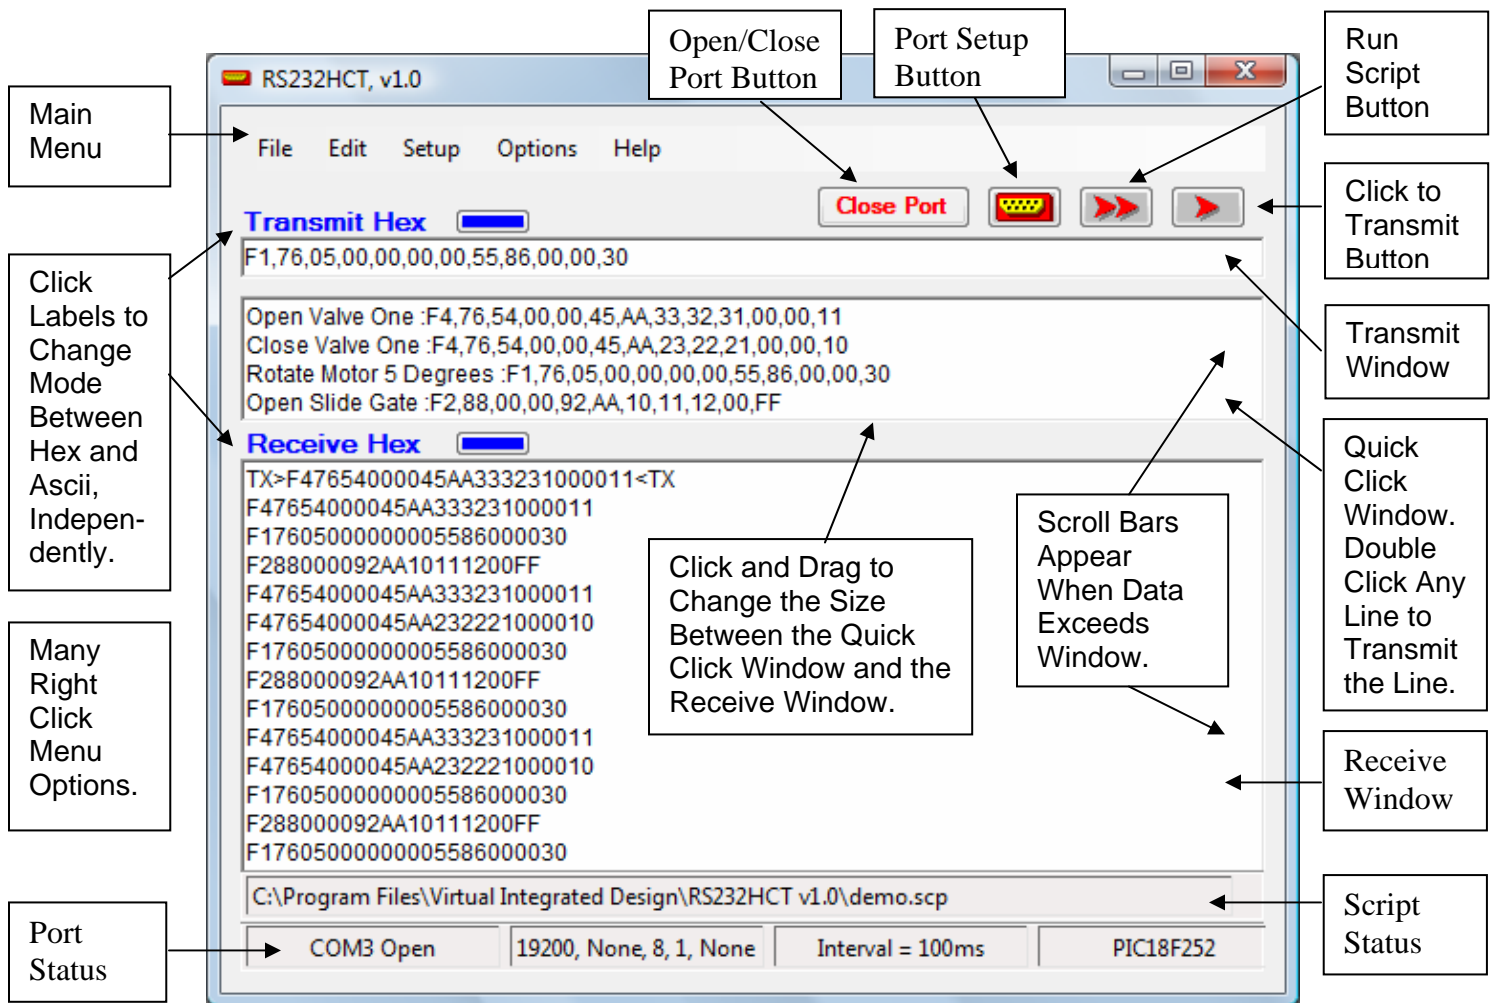 Open/Close
Port Button
Port Setup
Button
Run
Script
Button
RS232HCT, v1.0
Main
Menu
File Edit Setup Options Help
Click to
Transmit
Button
Close Port
Transmit Hex
F1,76,05,00,00,00,00,55,86,00,00,30
Click
Labels to
Change
Mode
Between
Hex and
Ascii,
Indepen-
dently.
Transmit
Window
Open Valve One :F4,76,54,00,00,45,AA,33,32,31,00,00,11
Close Valve One :F4,76,54,00,00,45,AA,23,22,21,00,00,10
Rotate Motor 5 Degrees :F1,76,05,00,00,00,00,55,86,00,00,30
Open Slide Gate :F2,88,00,00,92,AA,10,11,12,00,FF
Quick
Click
Window.
Double
Click Any
Line to
Transmit
the Line.
Receive Hex
TX>F47654000045AA333231000011<TX
F47654000045AA333231000011
F17605000000005586000030
F288000092AA10111200FF
F47654000045AA333231000011
F47654000045AA232221000010
F17605000000005586000030
F288000092AA10111200FF
F17605000000005586000030
F47654000045AA333231000011
F47654000045AA232221000010
F17605000000005586000030
F288000092AA10111200FF
F17605000000005586000030
Click and Drag to
Change the Size
Between the Quick
Click Window and the
Receive Window.
Scroll Bars
Appear
When Data
Exceeds
Window.
Many
Right
Click
Menu
Options.
Receive
Window
C:\Program Files\Virtual Integrated Design\RS232HCT v1.0\demo.scp
Script
Status
Port
Status
COM3 Open 19200, None, 8, 1, None Interval = 100ms PIC18F252